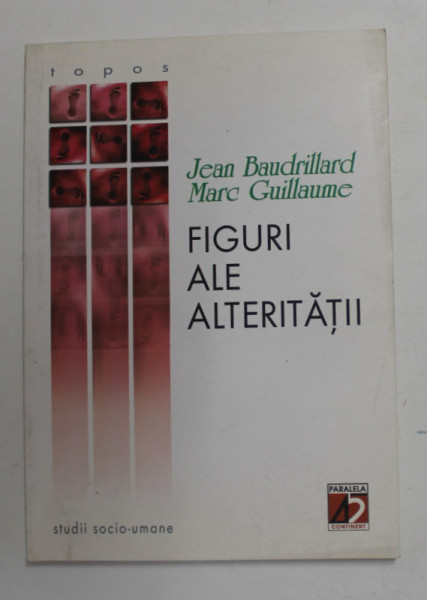 topos
Jean Baudrillard
Marc Guillaume
FIGURI
ALE
ALTERITĂȚII
studii socio-umane
PARALELA
45
CONTINENT